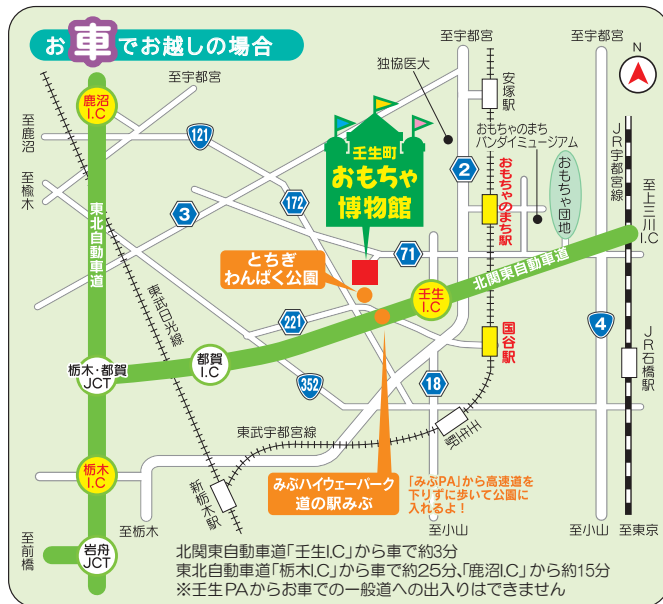 お車でお越しの場合
至宇都宮
至宇都宮
至宇都宮
N
鹿沼
I.C
至鹿沼
121
独協医大
安塚駅
おもちゃのまち
バンダイミュージアム
2
壬生町
おもちゃ
博物館
おもちゃのまち駅
おもちゃ団地
JR宇都宮線
至上三川I.C
至楡木
3
172
東北自動車道
71
とちぎ
わんぱく公園
北関東自動車道
壬生
I.C
東武日光線
221
国谷駅
4
JR石橋駅
栃木・都賀
JCT
都賀
I.C
352
18
東武宇都宮線
壬生駅
栃木
I.C
新栃木駅
みぶハイウェーパーク
道の駅みぶ
「みぶPA」から高速道を
下りずに歩いて公園に
入れるよ！
至栃木
至小山
至小山
至東京
至前橋
岩舟
JCT
北関東自動車道「壬生I.C」から車で約3分
東北自動車道「栃木I.C」から車で約25分、「鹿沼I.C」から約15分
※壬生PAからお車での一般道への出入りはできません